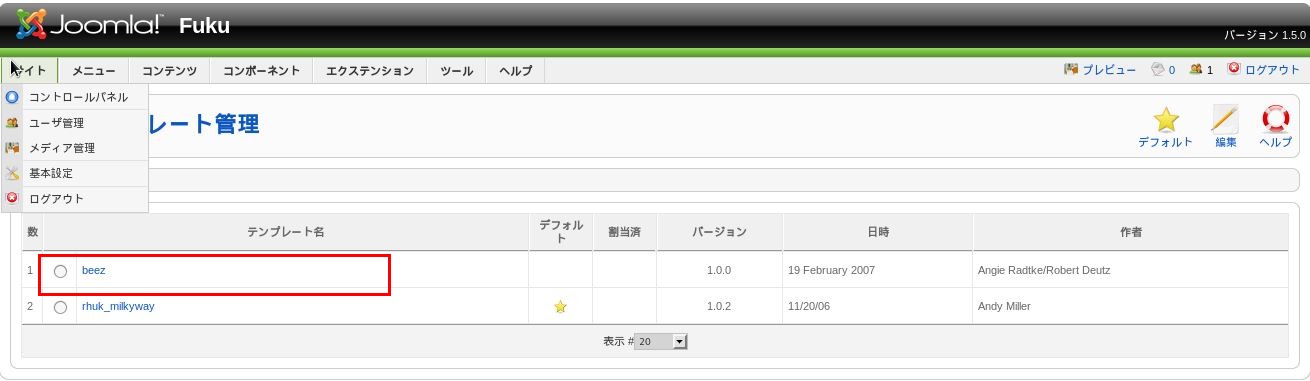 Joomla! Fuku
バージョン 1.5.0
サイト メニュー コンテンツ コンポーネント エクステンション ツール ヘルプ プレビュー 0 1 ログアウト
コントロールパネル
ユーザ管理
メディア管理
基本設定
ログアウト
レート管理
デフォルト 編集 ヘルプ
数 テンプレート名 デフォル
ト 割当済 バージョン 日時 作者
1 beez 1.0.0 19 February 2007 Angie Radtke/Robert Deutz
2 rhuk_milkyway 1.0.2 11/20/06 Andy Miller
表示 # 20